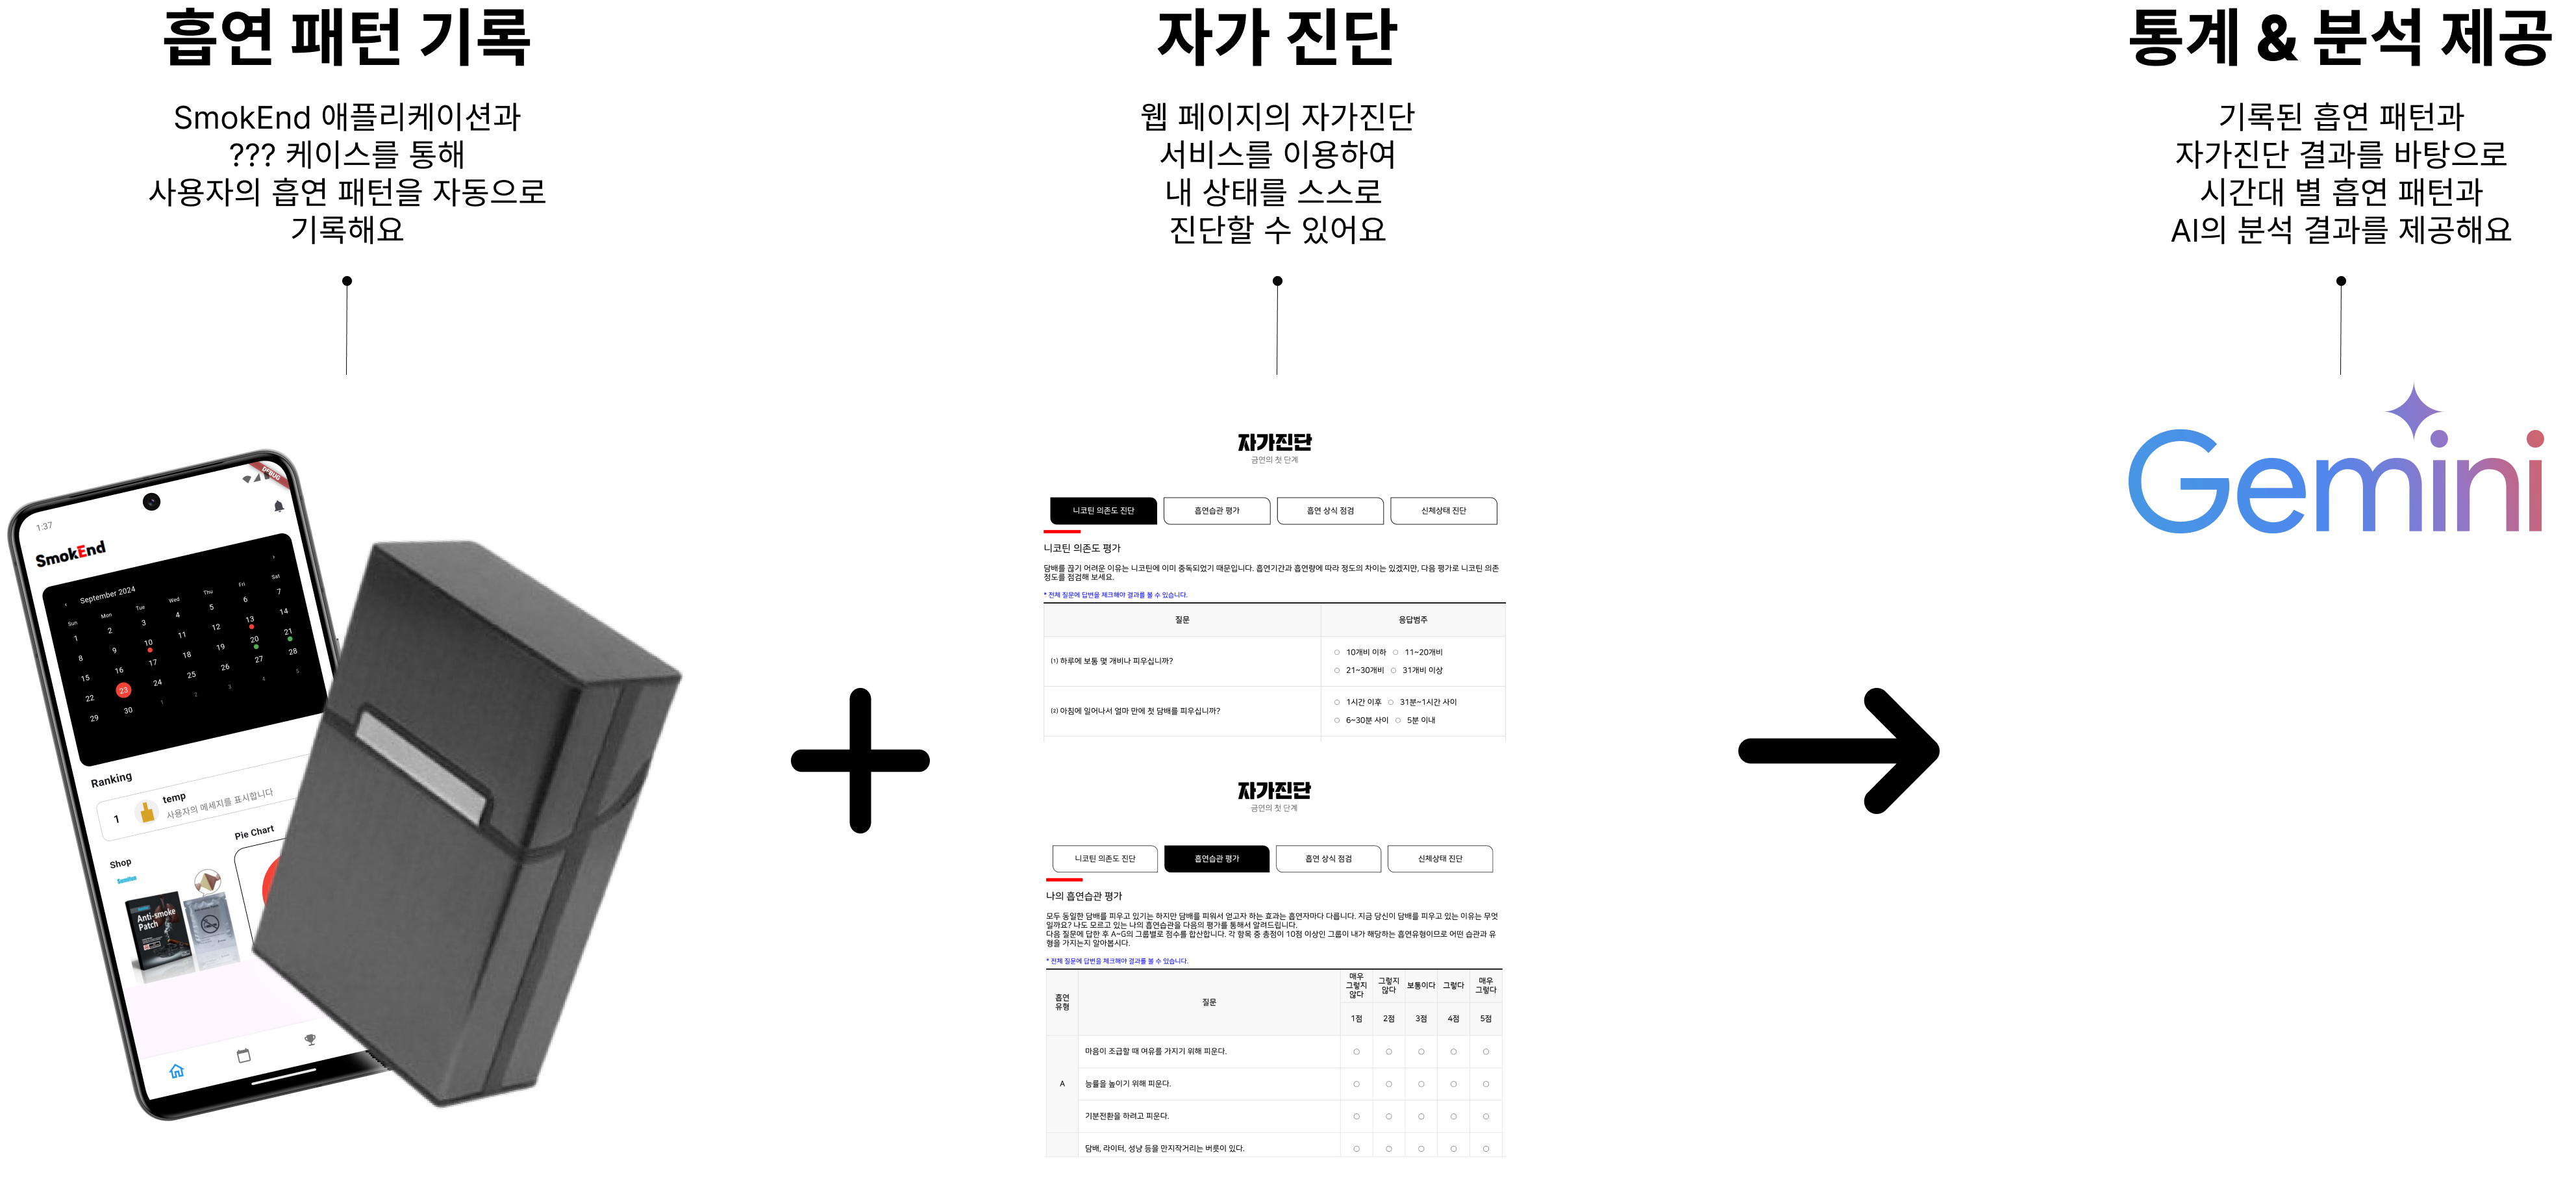 흡연 패턴 기록
SmokEnd 애플리케이션과
??? 케이스를 통해
사용자의 흡연 패턴을 자동으로
기록해요
자가 진단
웹 페이지의 자가진단
서비스를 이용하여
내 상태를 스스로
진단할 수 있어요
통계 & 분석 제공
기록된 흡연 패턴과
자가진단 결과를 바탕으로
시간대 별 흡연 패턴과
AI의 분석 결과를 제공해요
DEBUG
1:37
SmokEnd
‹ September 2024 ›
Sun Mon Tue Wed Thu Fri Sat
1 2 3 4 5 6 7
8 9 10 11 12 13 14
15 16 17 18 19 20 21
22 23 24 25 26 27 28
29 30 1 2 3 4 5
Ranking
1 temp
사용자의 메세지를 표시합니다
Shop
Pie Chart
Sumifun
Anti-smoke
Patch
자가진단
금연의 첫 단계
니코틴 의존도 진단 흡연습관 평가 흡연 상식 점검 신체상태 진단
니코틴 의존도 평가
담배를 끊기 어려운 이유는 니코틴에 이미 중독되었기 때문입니다. 흡연기간과 흡연량에 따라 정도의 차이는 있겠지만, 다음 평가로 니코틴 의존
정도를 점검해 보세요.
* 전체 질문에 답변을 체크해야 결과를 볼 수 있습니다.
질문 응답범주
(1) 하루에 보통 몇 개비나 피우십니까?
10개비 이하 11~20개비
21~30개비 31개비 이상
(2) 아침에 일어나서 얼마 만에 첫 담배를 피우십니까?
1시간 이후 31분~1시간 사이
6~30분 사이 5분 이내
자가진단
금연의 첫 단계
니코틴 의존도 진단 흡연습관 평가 흡연 상식 점검 신체상태 진단
나의 흡연습관 평가
모두 동일한 담배를 피우고 있기는 하지만 담배를 피워서 얻고자 하는 효과는 흡연자마다 다릅니다. 지금 당신이 담배를 피우고 있는 이유는 무엇
일까요? 나도 모르고 있는 나의 흡연습관을 다음의 평가를 통해서 알려드립니다.
다음 질문에 답한 후 A~G의 그룹별로 점수를 합산합니다. 각 항목 중 총점이 10점 이상인 그룹이 내가 해당하는 흡연유형이므로 어떤 습관과 유
형을 가지는지 알아봅시다.
* 전체 질문에 답변을 체크해야 결과를 볼 수 있습니다.
흡연
유형
질문
매우
그렇지
않다
그렇지
않다
보통이다
그렇다
매우
그렇다
1점 2점 3점 4점 5점
A
마음이 조급할 때 여유를 가지기 위해 피운다.
능률을 높이기 위해 피운다.
기분전환을 하려고 피운다.
담배, 라이터, 성냥 등을 만지작거리는 버릇이 있다.
Gemini